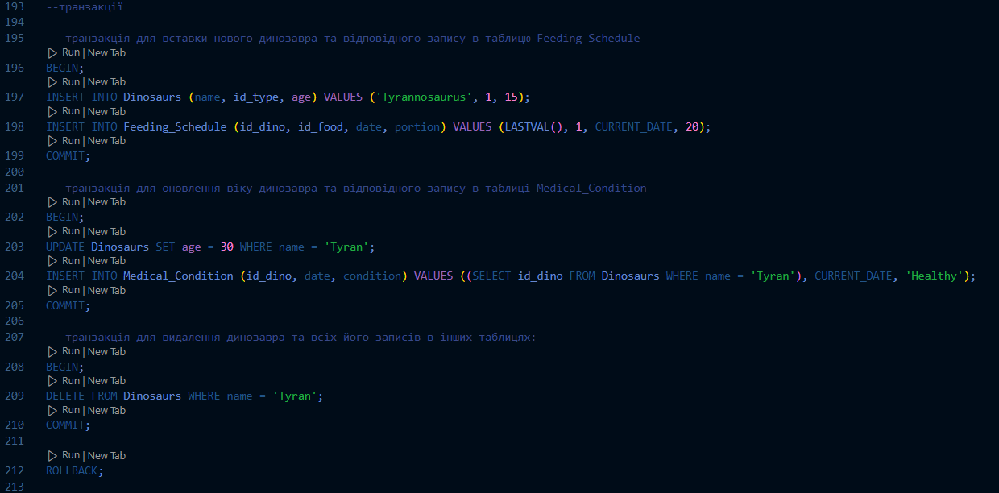 193 --транзакції
194
195 -- транзакція для вставки нового динозавра та відповідного запису в таблицю Feeding_Schedule
Run | New Tab
196 BEGIN;
Run | New Tab
197 INSERT INTO Dinosaurs (name, id_type, age) VALUES ('Tyrannosaurus', 1, 15);
Run | New Tab
198 INSERT INTO Feeding_Schedule (id_dino, id_food, date, portion) VALUES (LASTVAL(), 1, CURRENT_DATE, 20);
Run | New Tab
199 COMMIT;
200
201 -- транзакція для оновлення віку динозавра та відповідного запису в таблиці Medical_Condition
Run | New Tab
202 BEGIN;
Run | New Tab
203 UPDATE Dinosaurs SET age = 30 WHERE name = 'Tyran';
Run | New Tab
204 INSERT INTO Medical_Condition (id_dino, date, condition) VALUES ((SELECT id_dino FROM Dinosaurs WHERE name = 'Tyran'), CURRENT_DATE, 'Healthy');
Run | New Tab
205 COMMIT;
206
207 -- транзакція для видалення динозавра та всіх його записів в інших таблицях:
Run | New Tab
208 BEGIN;
Run | New Tab
209 DELETE FROM Dinosaurs WHERE name = 'Tyran';
Run | New Tab
210 COMMIT;
211
Run | New Tab
212 ROLLBACK;
213